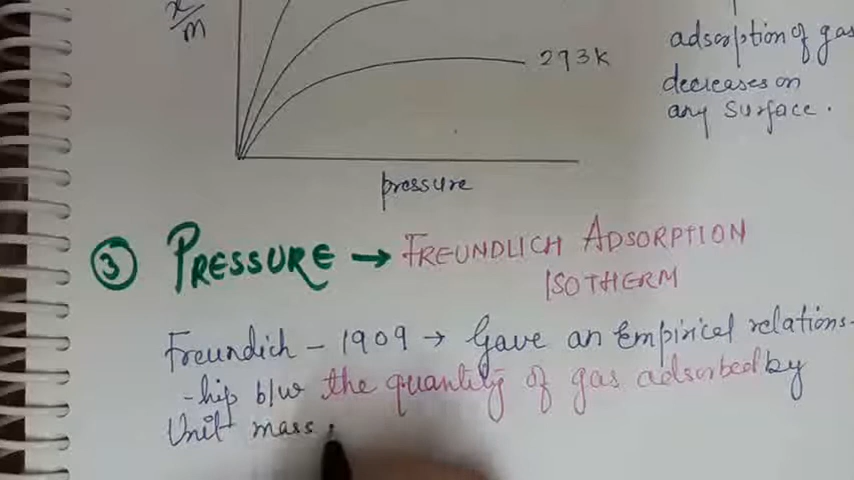 x/m
293K
adsorption of gas
decreases on
any surface.
pressure
③ PRESSURE → FREUNDLICH ADSORPTION
ISOTHERM
Freundich - 1909 → Gave an Empirical relations-
-hip b/w the quantity of gas adsorbed by
Unit mass